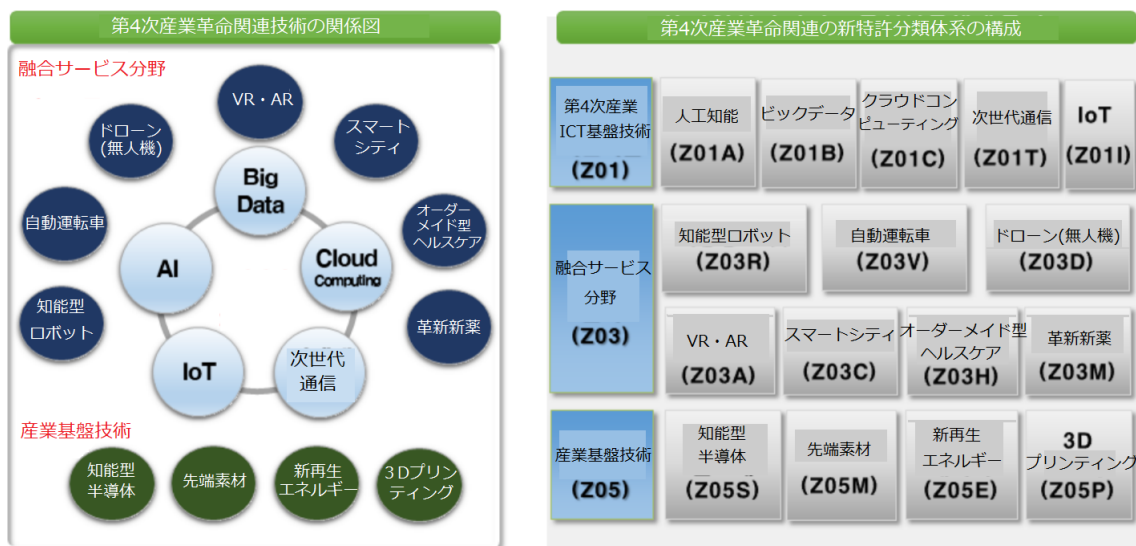 第4次産業革命関連技術の関係図
融合サービス分野
VR・AR
ドローン
(無人機)
スマート
シティ
自動運転車
オーダー
メイド型
ヘルスケア
知能型
ロボット
革新新薬
Big
Data
AI
Cloud
Computing
IoT
次世代
通信
産業基盤技術
知能型
半導体
先端素材
新再生
エネルギー
3Dプリン
ティング
第4次産業革命関連の新特許分類体系の構成
第4次産業
ICT基盤技術
(Z01)
人工知能
(Z01A)
ビックデータ
(Z01B)
クラウドコン
ピューティング
(Z01C)
次世代通信
(Z01T)
IoT
(Z01I)
融合サービス
分野
(Z03)
知能型ロボット
(Z03R)
自動運転車
(Z03V)
ドローン(無人機)
(Z03D)
VR・AR
(Z03A)
スマートシティ
(Z03C)
オーダーメイド型
ヘルスケア
(Z03H)
革新新薬
(Z03M)
産業基盤技術
(Z05)
知能型
半導体
(Z05S)
先端素材
(Z05M)
新再生
エネルギー
(Z05E)
3D
プリンティング
(Z05P)